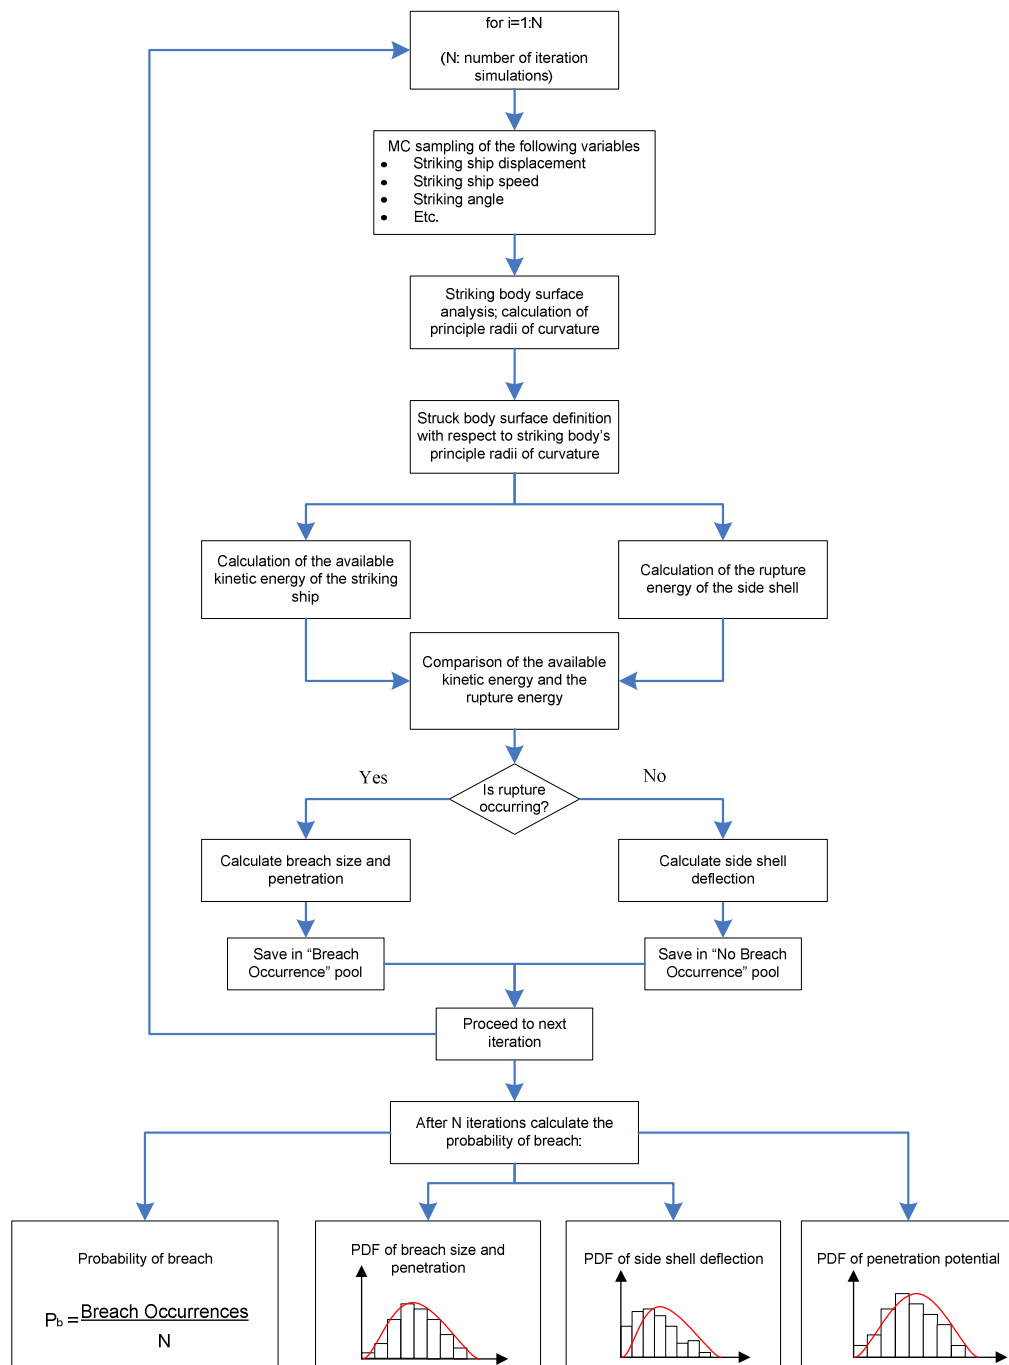 for i=1:N
(N: number of iteration
simulations)
MC sampling of the following variables
• Striking ship displacement
• Striking ship speed
• Striking angle
• Etc.
Striking body surface
analysis; calculation of
principle radii of curvature
Struck body surface definition
with respect to striking body's
principle radii of curvature
Calculation of the available
kinetic energy of the striking
ship
Calculation of the rupture
energy of the side shell
Comparison of the available
kinetic energy and the
rupture energy
Yes
Is rupture
occurring?
No
Calculate breach size and
penetration
Calculate side shell
deflection
Save in “Breach
Occurrence” pool
Save in “No Breach
Occurrence” pool
Proceed to next
iteration
After N iterations calculate the
probability of breach:
Probability of breach
Pb = Breach Occurrences
N
PDF of breach size and
penetration
PDF of side shell deflection
PDF of penetration potential